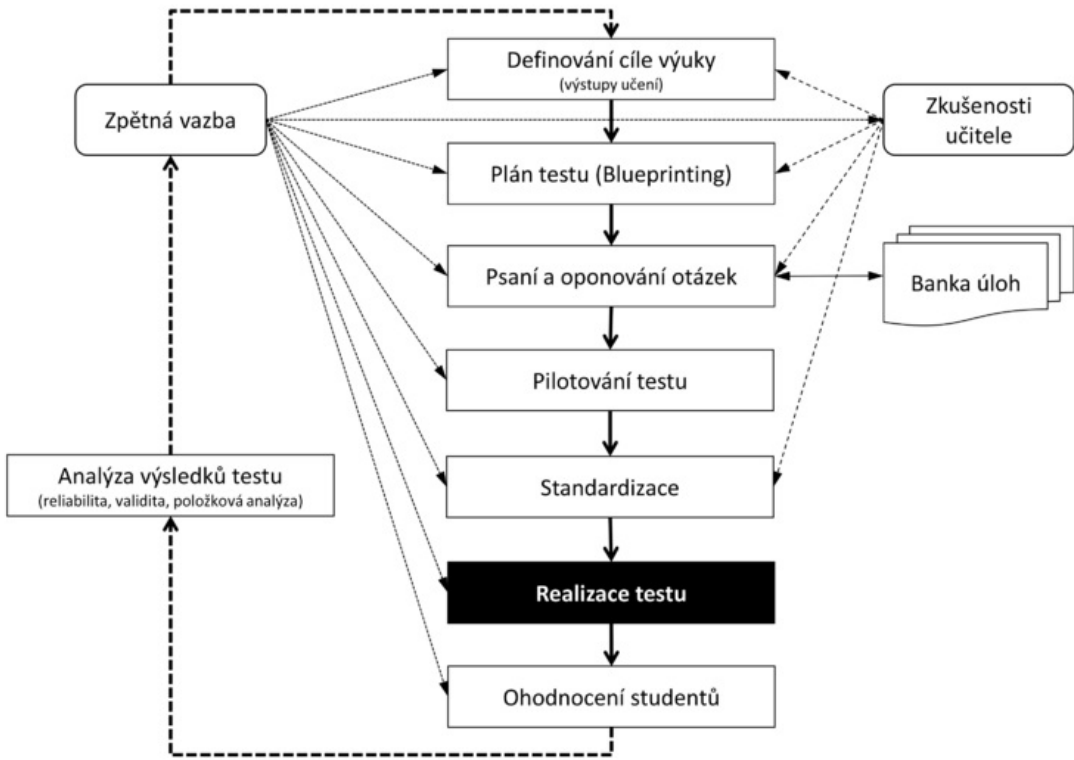 Definování cíle výuky
(výstupy učení)
Zpětná vazba
Zkušenosti
učitele
Plán testu (Blueprinting)
Psaní a oponování otázek
Banka úloh
Pilotování testu
Analýza výsledků testu
(reliabilita, validita, položková analýza)
Standardizace
Realizace testu
Ohodnocení studentů